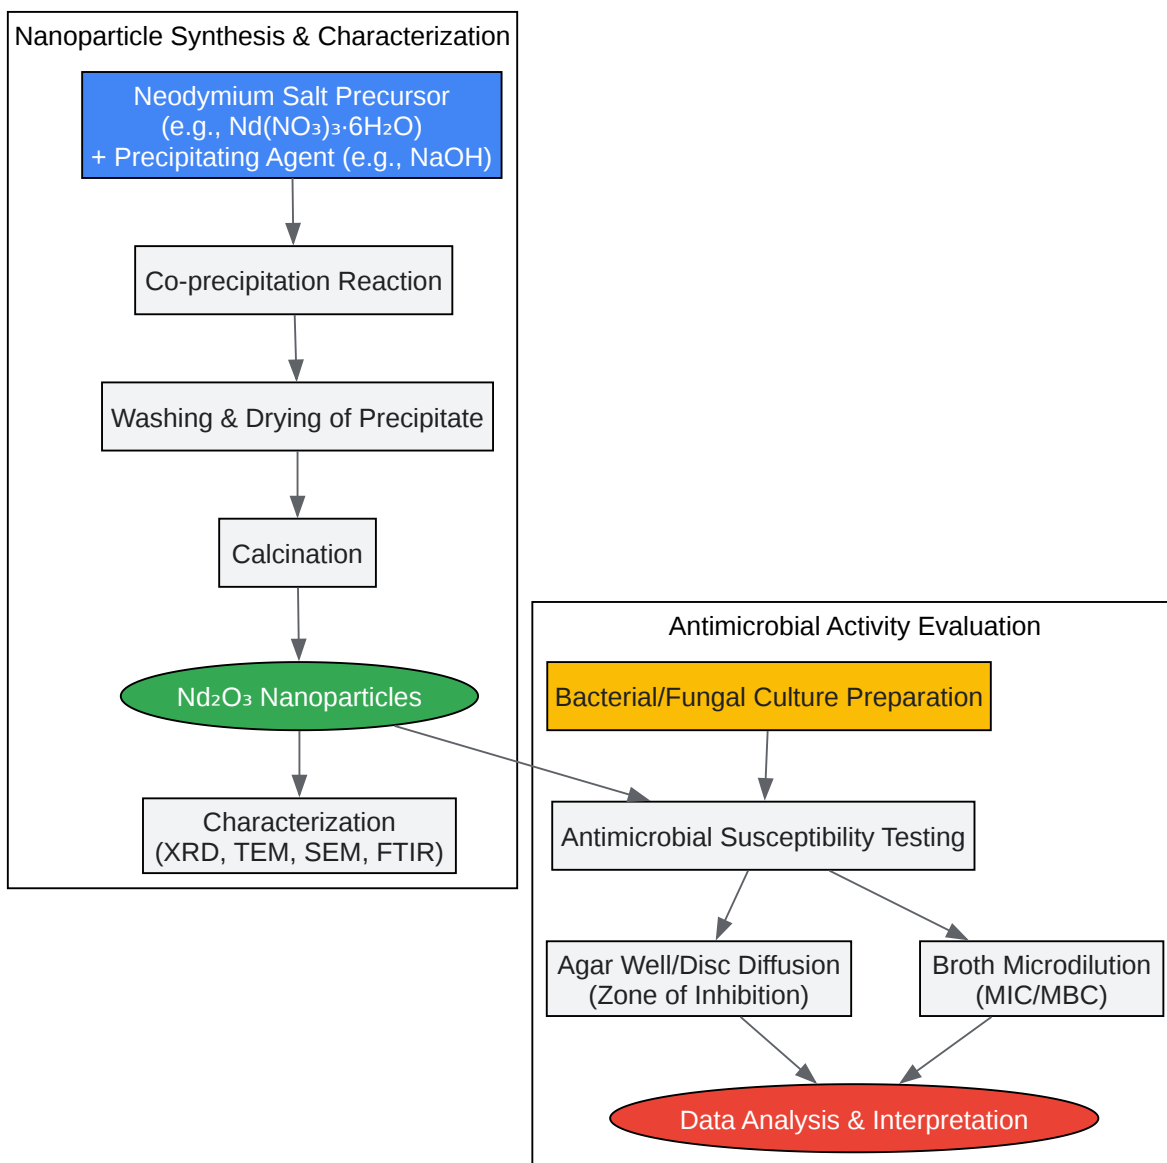 Nanoparticle Synthesis & Characterization
Neodymium Salt Precursor
(e.g., Nd(NO₃)₃·6H₂O)
+ Precipitating Agent (e.g., NaOH)
Co-precipitation Reaction
Washing & Drying of Precipitate
Calcination
Nd₂O₃ Nanoparticles
Characterization
(XRD, TEM, SEM, FTIR)
Antimicrobial Activity Evaluation
Bacterial/Fungal Culture Preparation
Antimicrobial Susceptibility Testing
Agar Well/Disc Diffusion
(Zone of Inhibition)
Broth Microdilution
(MIC/MBC)
Data Analysis & Interpretation